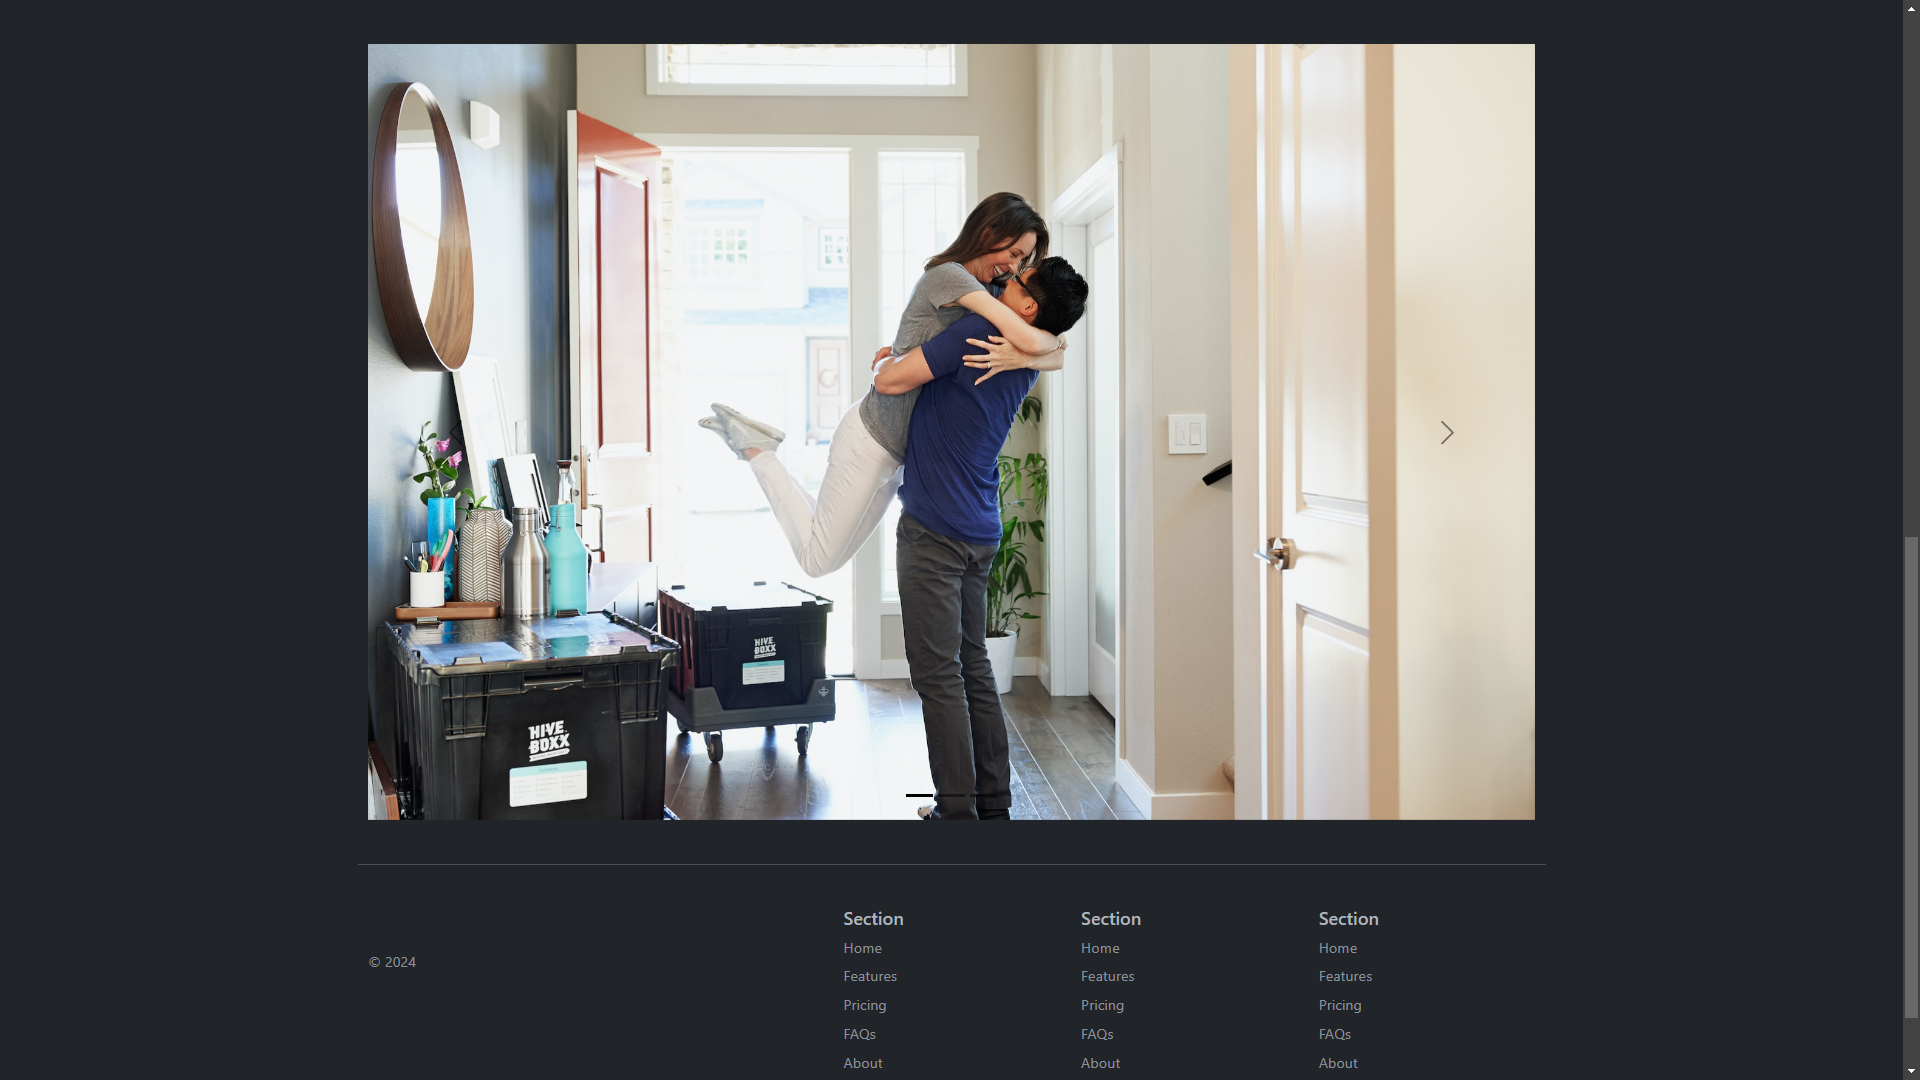 HIVE
BOXX
HIVE
BOXX
© 2024
Section
Home
Features
Pricing
FAQs
About
Section
Home
Features
Pricing
FAQs
About
Section
Home
Features
Pricing
FAQs
About